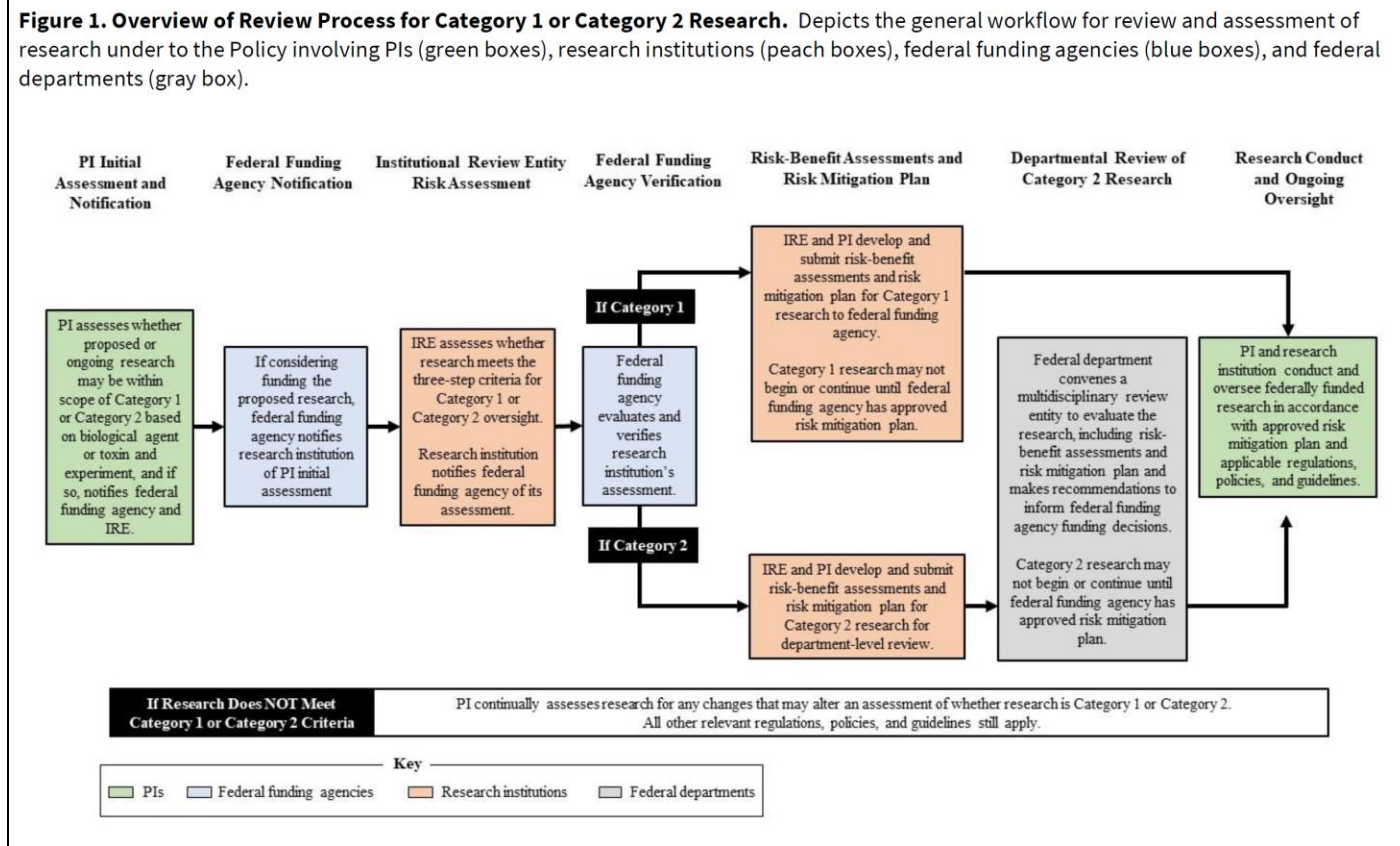 Figure 1. Overview of Review Process for Category 1 or Category 2 Research. Depicts the general workflow for review and assessment of
research under to the Policy involving PIs (green boxes), research institutions (peach boxes), federal funding agencies (blue boxes), and federal
departments (gray box).
PI Initial
Assessment and
Notification
Federal Funding
Agency Notification
Institutional Review Entity
Risk Assessment
Federal Funding
Agency Verification
Risk-Benefit Assessments and
Risk Mitigation Plan
Departmental Review of
Category 2 Research
Research Conduct
and Ongoing
Oversight
PI assesses whether
proposed or
ongoing research
may be within
scope of Category 1
or Category 2 based
on biological agent
or toxin and
experiment, and if
so, notifies federal
funding agency and
IRE.
If considering
funding the
proposed research,
federal funding
agency notifies
research institution
of PI initial
assessment
IRE assesses whether
research meets the
three-step criteria for
Category 1 or
Category 2 oversight.
Research institution
notifies federal
funding agency of its
assessment.
If Category 1
Federal
funding
agency
evaluates and
verifies
research
institution's
assessment.
If Category 2
IRE and PI develop and
submit risk-benefit
assessments and risk
mitigation plan for Category 1
research to federal funding
agency.
Category 1 research may not
begin or continue until federal
funding agency has approved
risk mitigation plan.
IRE and PI develop and submit
risk-benefit assessments and
risk mitigation plan for
Category 2 research for
department-level review.
Federal department
convenes a
multidisciplinary review
entity to evaluate the
research, including risk-
benefit assessments and
risk mitigation plan and
makes recommendations to
inform federal funding
agency funding decisions.
Category 2 research may
not begin or continue until
federal funding agency has
approved risk mitigation
plan.
PI and research
institution conduct and
oversee federally funded
research in accordance
with approved risk
mitigation plan and
applicable regulations,
policies, and guidelines.
If Research Does NOT Meet
Category 1 or Category 2 Criteria
PI continually assesses research for any changes that may alter an assessment of whether research is Category 1 or Category 2.
All other relevant regulations, policies, and guidelines still apply.
Key
PIs
Federal funding agencies
Research institutions
Federal departments